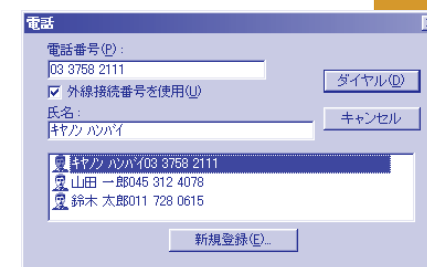 電話
電話番号(P):
03 3758 2111
ダイヤル(D)
外線接続番号を使用(U)
氏名:
キヤノン ハンバイ
キャンセル
キヤノン ハンバイ03 3758 2111
山田 一郎045 312 4078
鈴木 太郎011 728 0615
新規登録(E)...